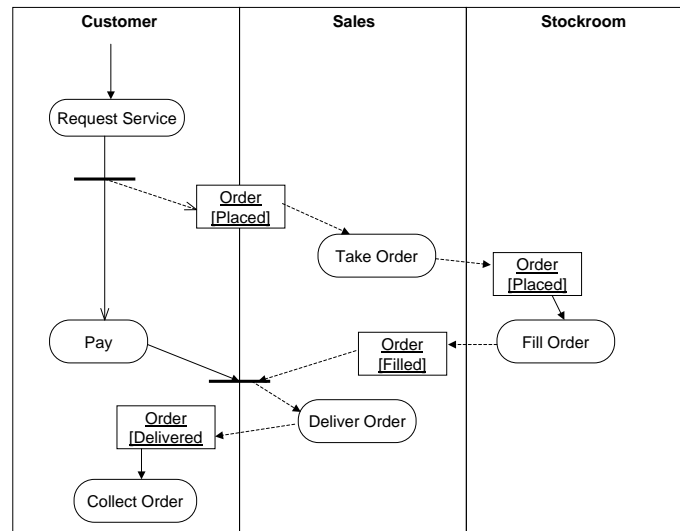 Customer
Sales
Stockroom
Request Service
Order
[Placed]
Take Order
Order
[Placed]
Pay
Order
[Filled]
Fill Order
Order
[Delivered
Deliver Order
Collect Order